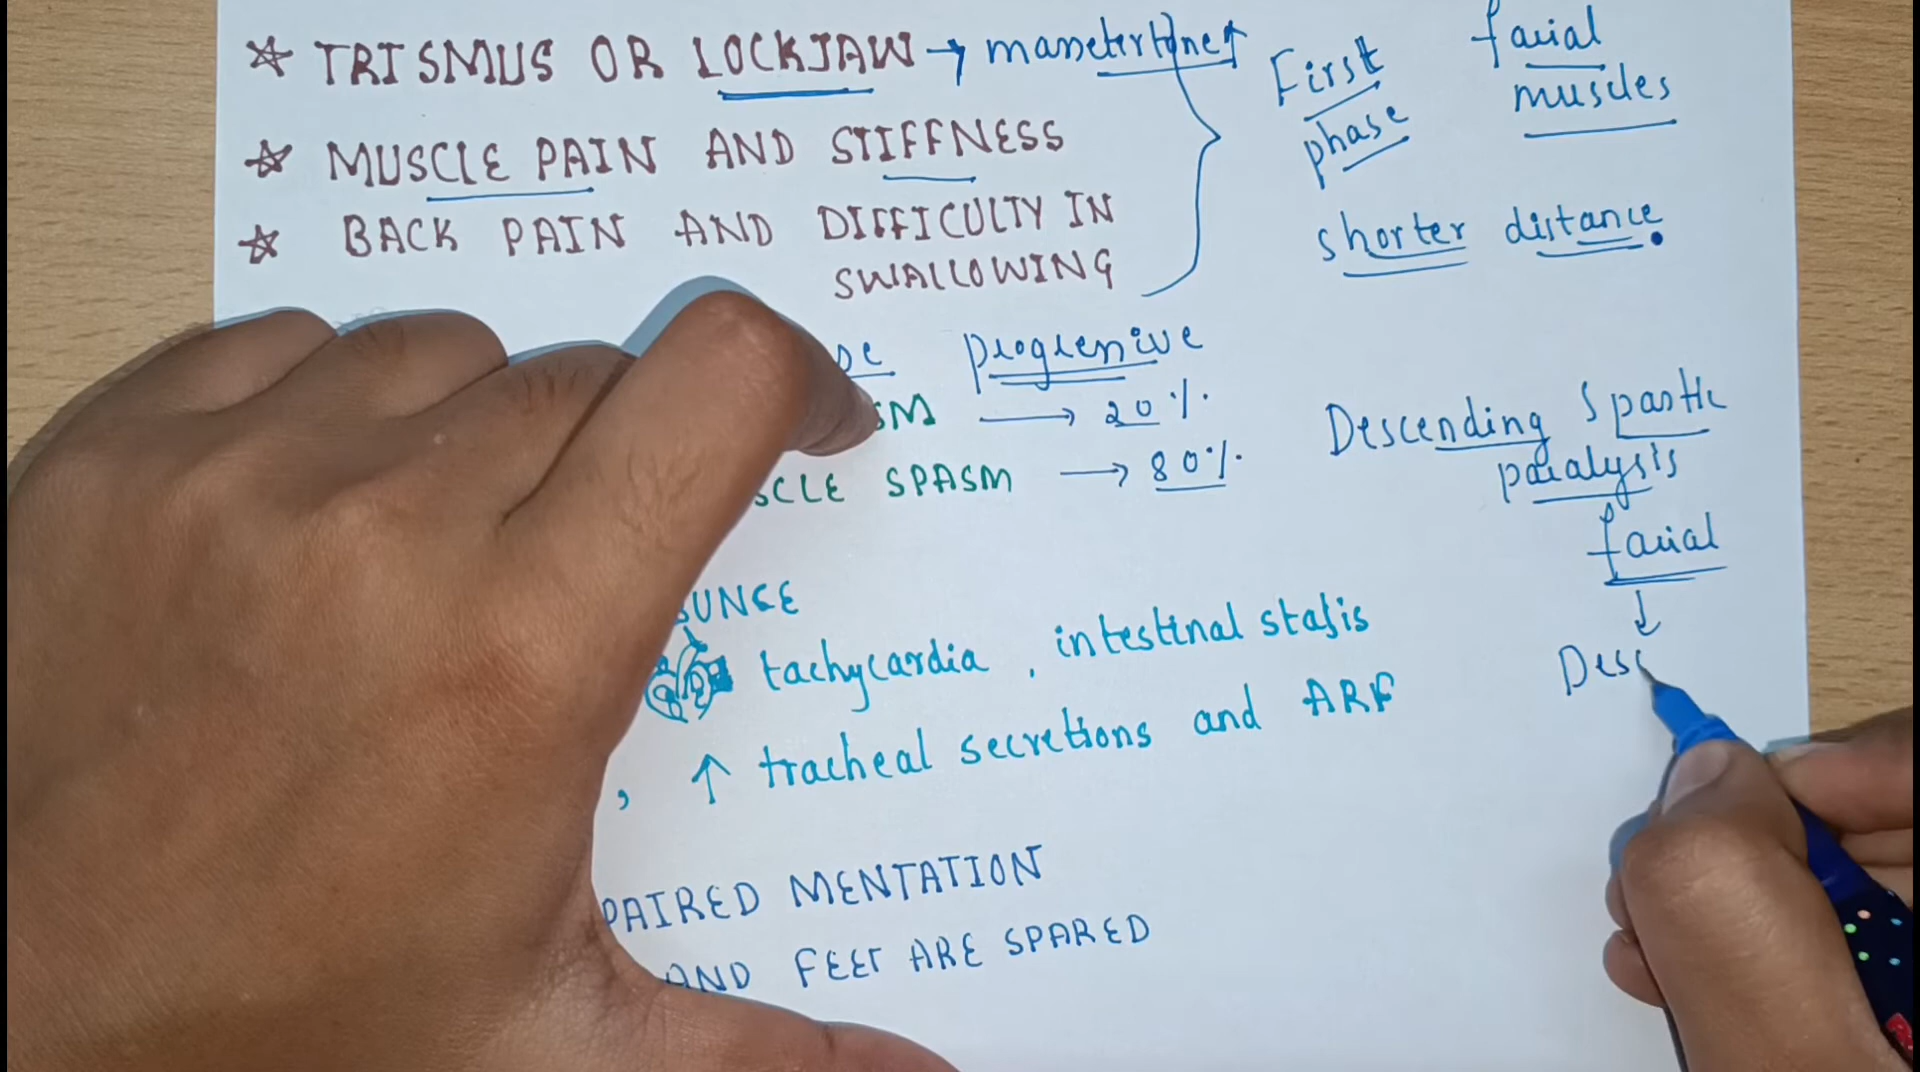 ☆ TRISMUS OR LOCKJAW → masseter tone↑
☆ MUSCLE PAIN AND STIFFNESS
☆ BACK PAIN AND DIFFICULTY IN
SWALLOWING
First
phase
facial
muscles
shorter distance.
progressive
SM → 20%.
SCLE SPASM → 80%.
Descending Spastic
paralysis
facial
↓
Desc
tachycardia, intestinal stasis
, ↑ tracheal secretions and ARF
PAIRED MENTATION
AND FEET ARE SPARED